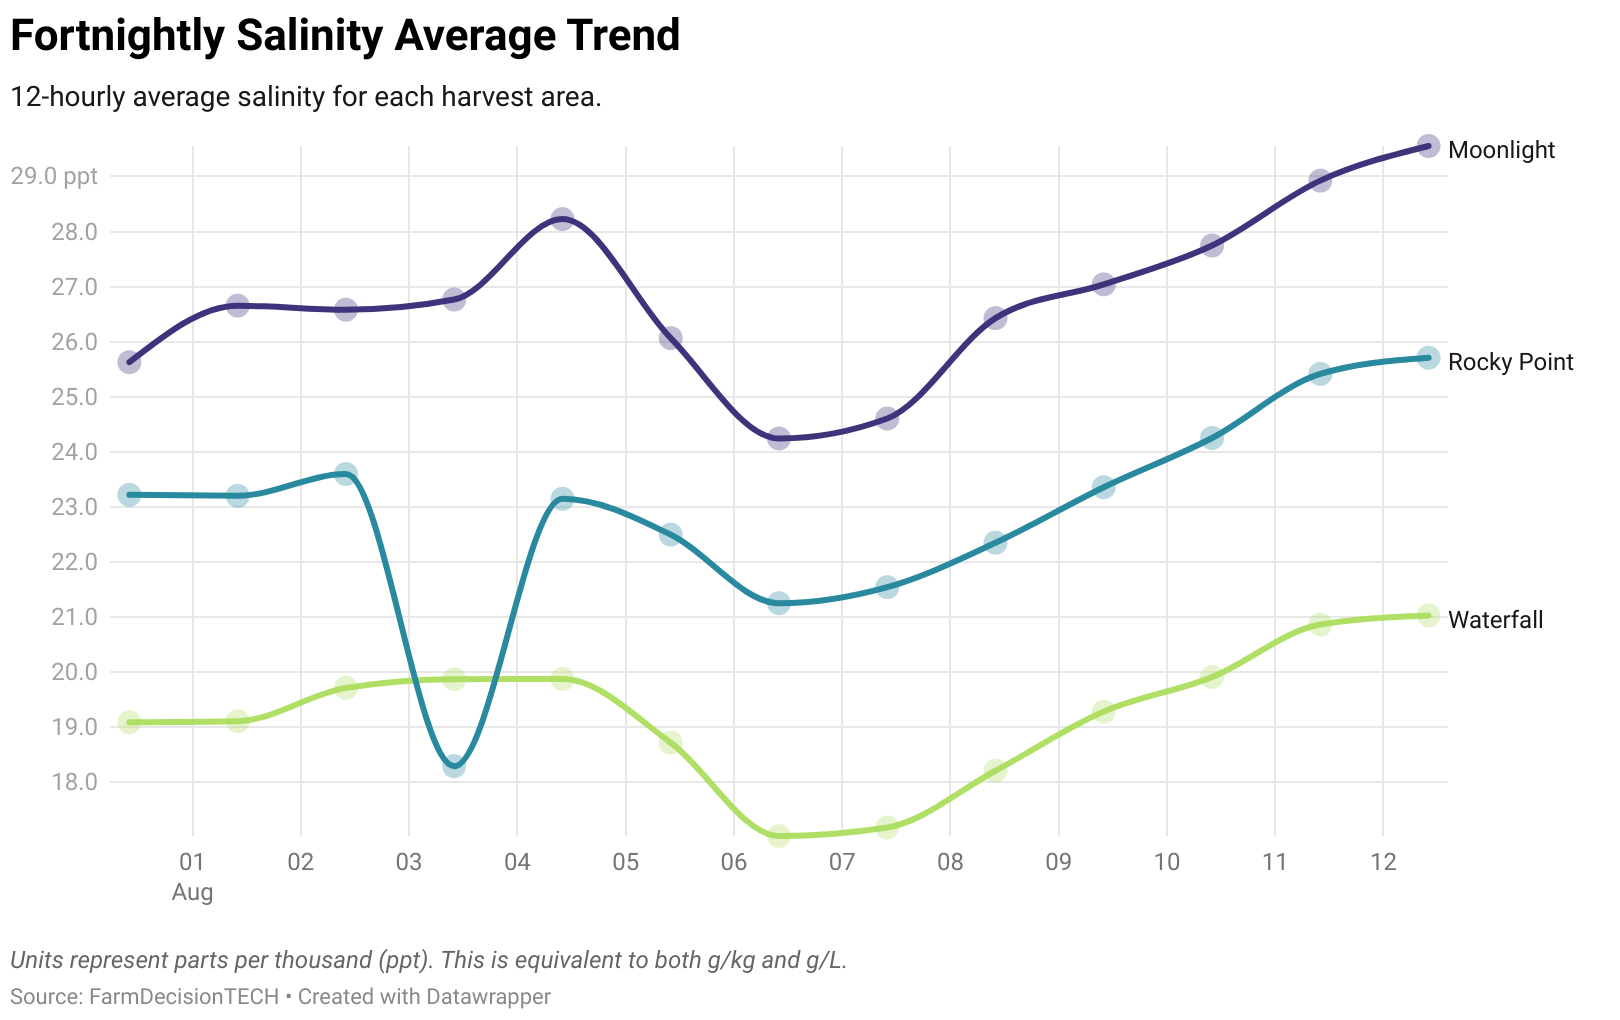 Fortnightly Salinity Average Trend
12-hourly average salinity for each harvest area.
Moonlight
29.0 ppt
28.0
27.0
26.0
Rocky Point
25.0
24.0
23.0
22.0
21.0
Waterfall
20.0
19.0
18.0
01 02 03 04 05 06 07 08 09 10 11 12
Aug
Units represent parts per thousand (ppt). This is equivalent to both g/kg and g/L.
Source: FarmDecisionTECH • Created with Datawrapper